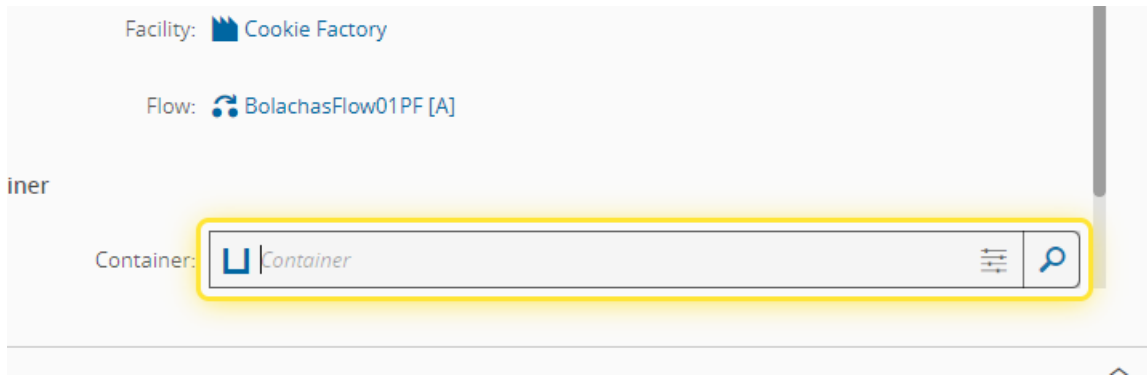 Facility: Cookie Factory
Flow: BolachasFlow01PF [A]
iner
Container: Container